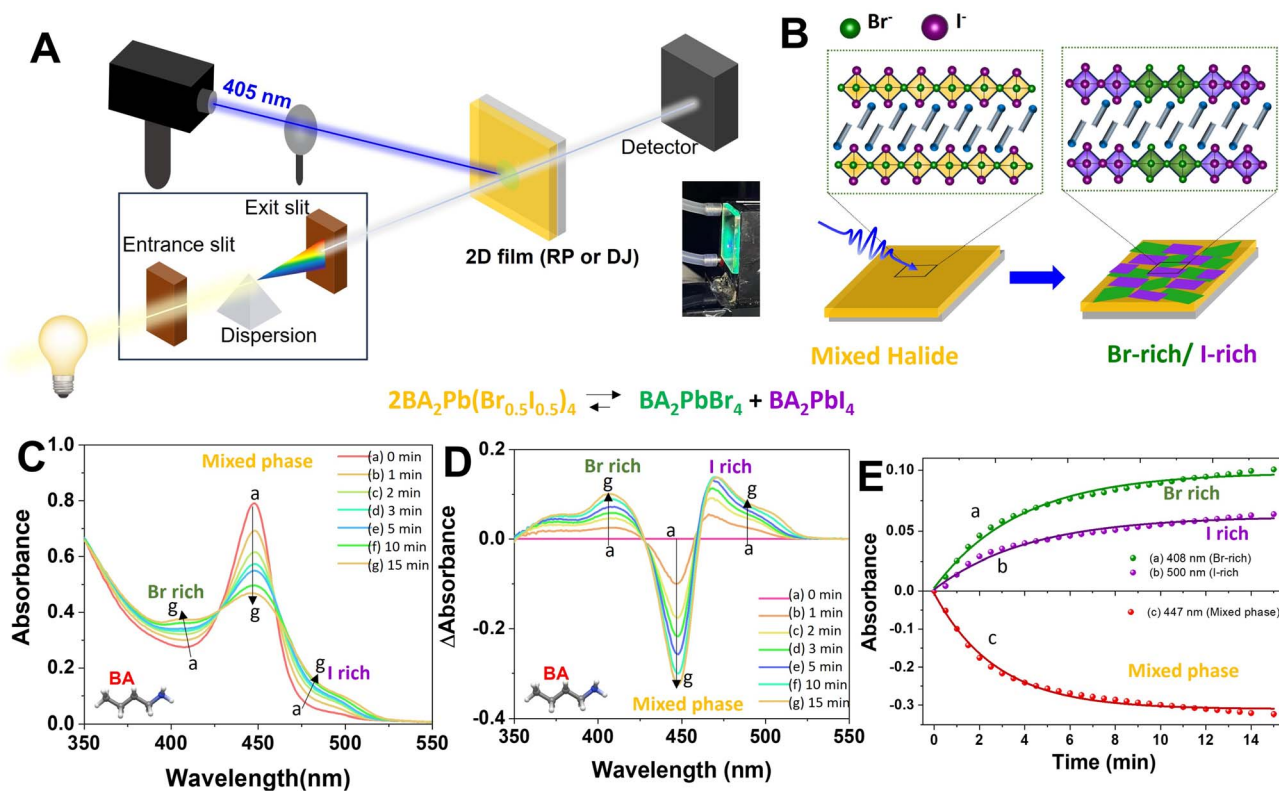 A
405 nm
Detector
Exit slit
Entrance slit
Dispersion
2D film (RP or DJ)
B
Br⁻
I⁻
Mixed Halide
Br-rich/ I-rich
2BA₂Pb(Br₀.₅I₀.₅)₄ ⇌ BA₂PbBr₄ + BA₂PbI₄
C
Mixed phase
a
Br rich
g
a
g
I rich
g
a
(a) 0 min
(b) 1 min
(c) 2 min
(d) 3 min
(e) 5 min
(f) 10 min
(g) 15 min
BA
Absorbance
1.0
0.8
0.6
0.4
0.2
0.0
350 400 450 500 550
Wavelength(nm)
D
Br rich
g
a
I rich
g
a
a
g
Mixed phase
(a) 0 min
(b) 1 min
(c) 2 min
(d) 3 min
(e) 5 min
(f) 10 min
(g) 15 min
BA
ΔAbsorbance
0.2
0.0
-0.2
-0.4
350 400 450 500 550
Wavelength (nm)
E
Br rich
a
I rich
b
(a) 408 nm (Br-rich)
(b) 500 nm (I-rich
(c) 447 nm (Mixed phase)
c
Mixed phase
Absorbance
0.10
0.05
0.0
-0.1
-0.2
-0.3
0 2 4 6 8 10 12 14
Time (min)